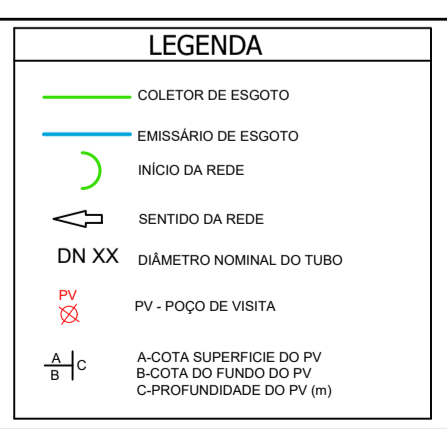 LEGENDA
COLETOR DE ESGOTO
EMISSÁRIO DE ESGOTO
INÍCIO DA REDE
SENTIDO DA REDE
DN XX DIÂMETRO NOMINAL DO TUBO
PV
PV - POÇO DE VISITA
A
B
C
A-COTA SUPERFICIE DO PV
B-COTA DO FUNDO DO PV
C-PROFUNDIDADE DO PV (m)